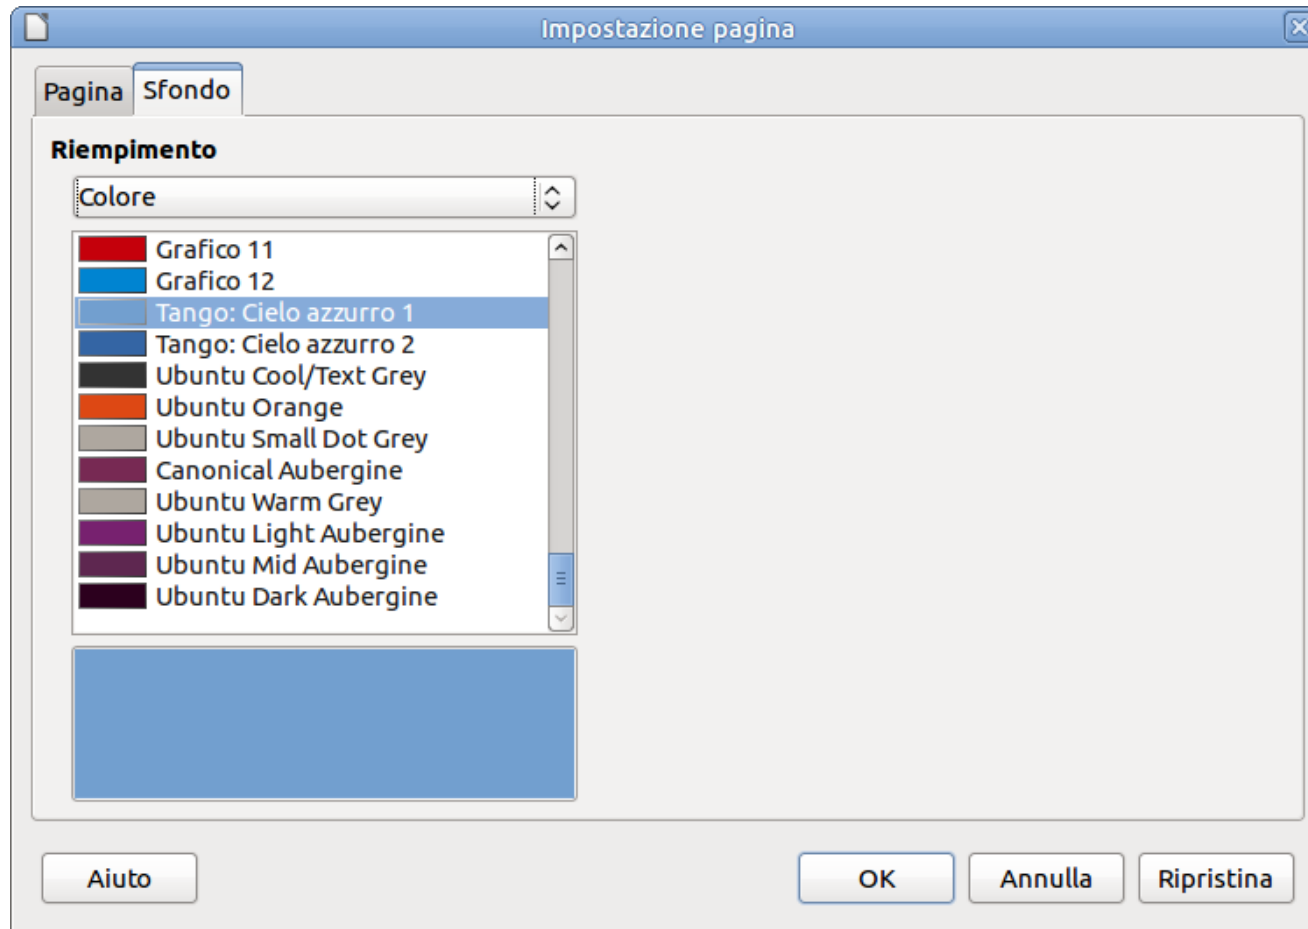 Impostazione pagina
Pagina Sfondo
Riempimento
Colore
Grafico 11
Grafico 12
Tango: Cielo azzurro 1
Tango: Cielo azzurro 2
Ubuntu Cool/Text Grey
Ubuntu Orange
Ubuntu Small Dot Grey
Canonical Aubergine
Ubuntu Warm Grey
Ubuntu Light Aubergine
Ubuntu Mid Aubergine
Ubuntu Dark Aubergine
Aiuto OK Annulla Ripristina